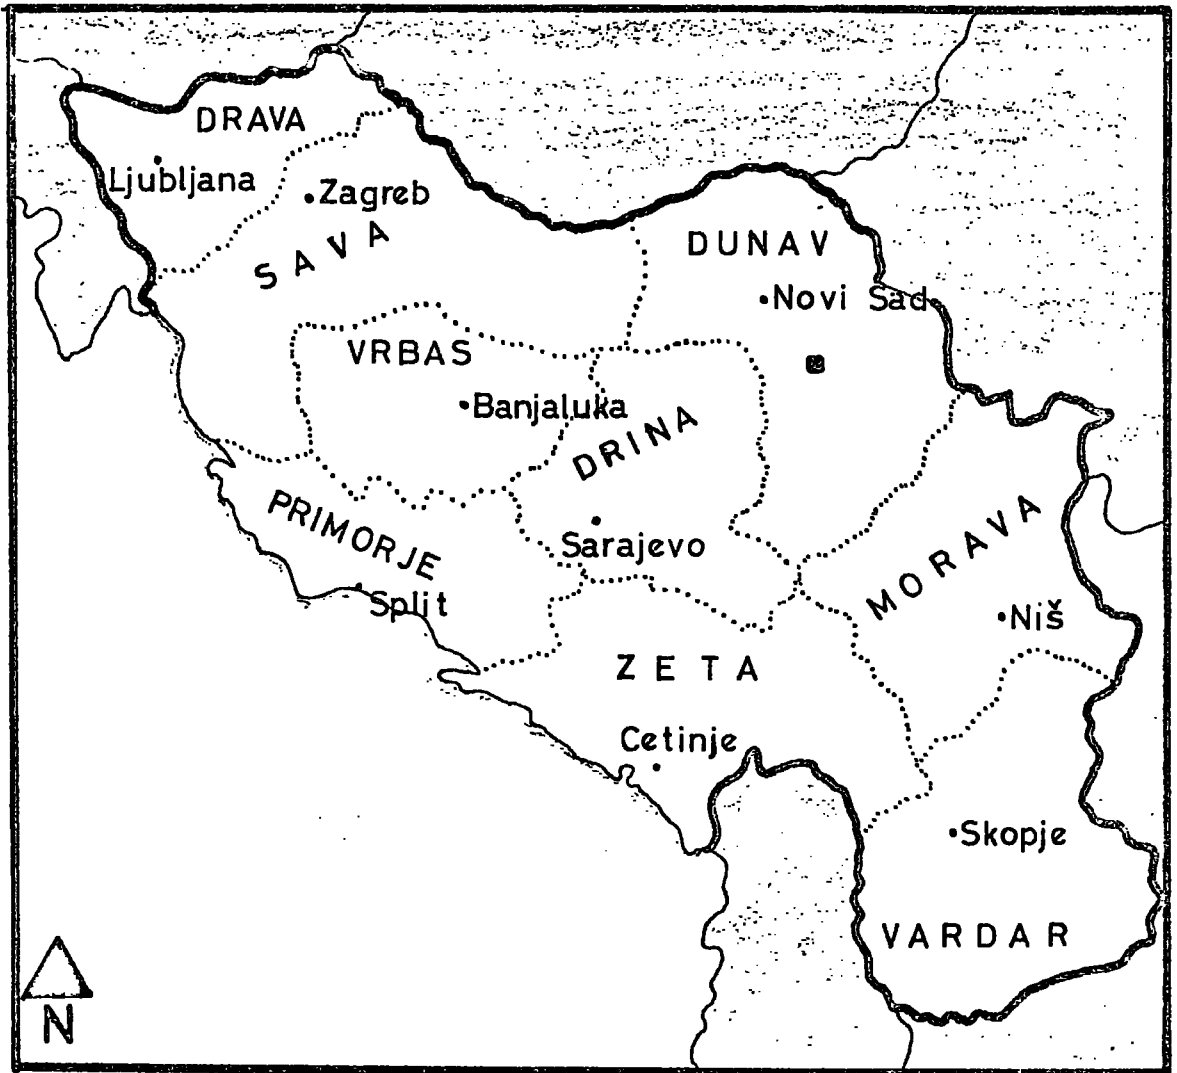 DRAVA
Ljubljana
Zagreb
SAVA
DUNAV
Novi Sad
VRBAS
Banjaluka
DRINA
PRIMORJE
Sarajevo
MORAVA
Split
Niš
ZETA
Cetinje
Skopje
VARDAR
N